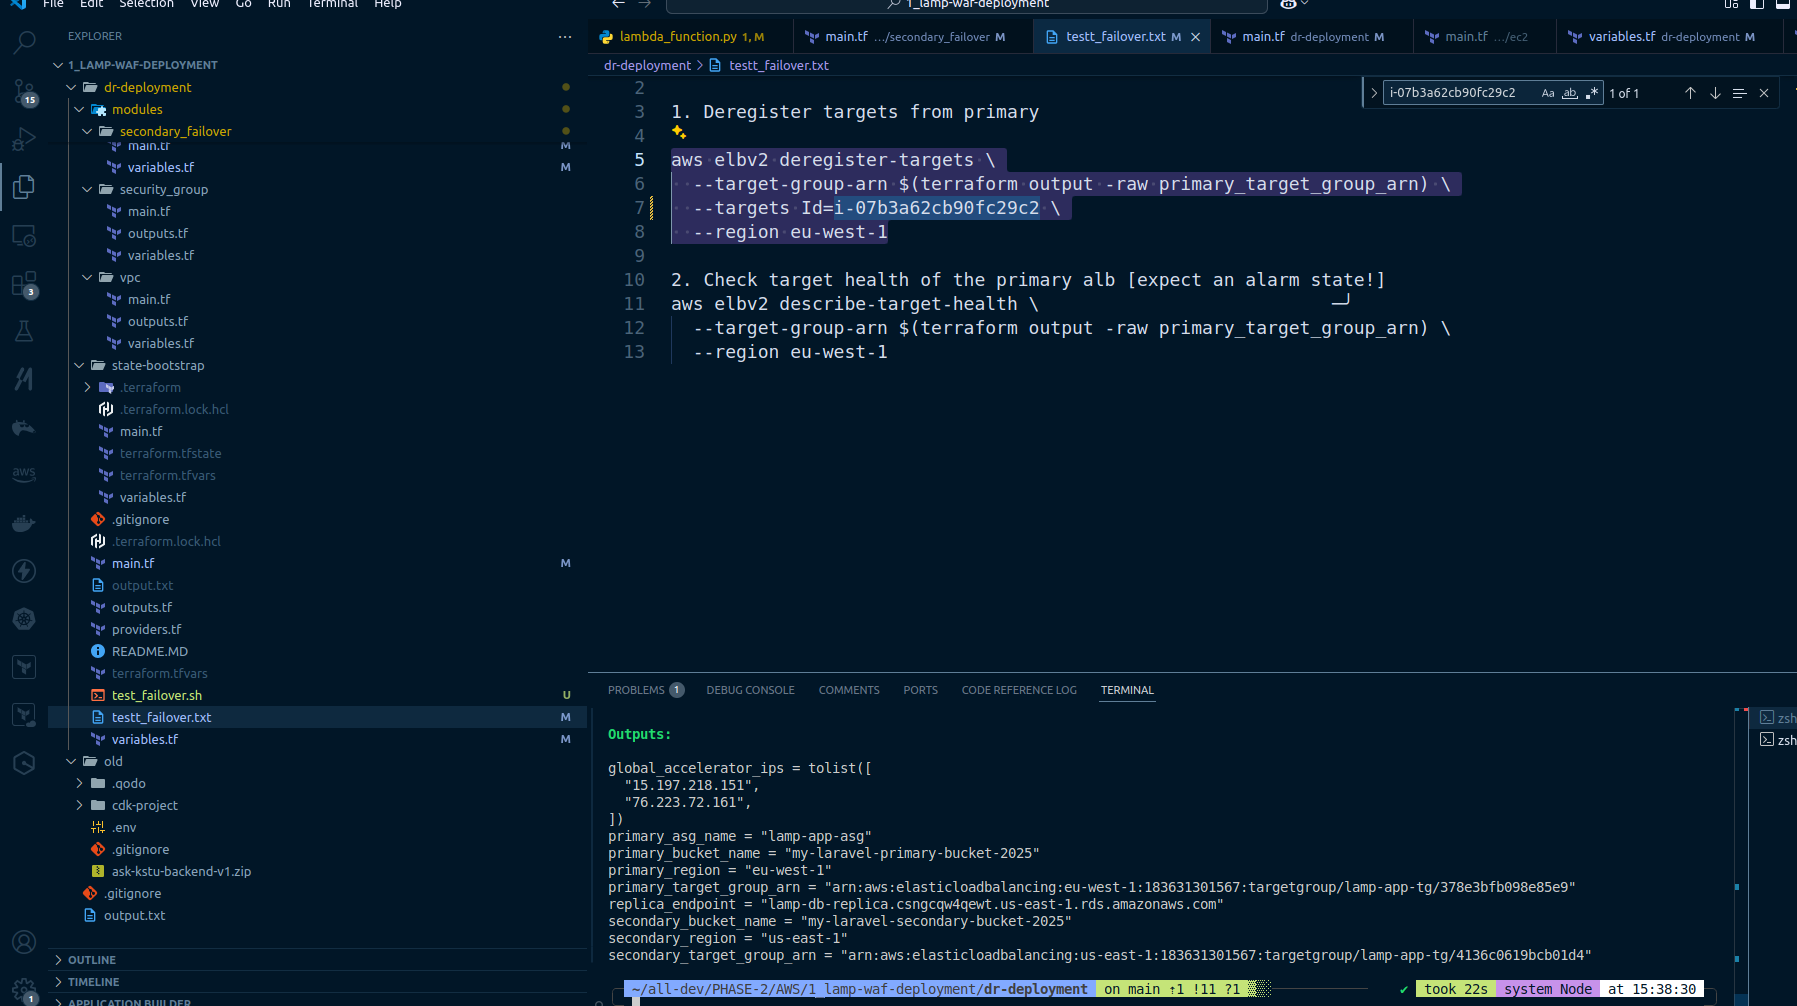 File Edit Selection View Go Run Terminal Help
1_lamp-waf-deployment
EXPLORER
1_LAMP-WAF-DEPLOYMENT
dr-deployment
modules
secondary_failover
main.tf M
variables.tf M
security_group
main.tf
outputs.tf
variables.tf
vpc
main.tf
outputs.tf
variables.tf
state-bootstrap
.terraform
.terraform.lock.hcl
main.tf
terraform.tfstate
terraform.tfvars
variables.tf
.gitignore
.terraform.lock.hcl
main.tf M
output.txt
outputs.tf
providers.tf
README.MD
terraform.tfvars
test_failover.sh U
testt_failover.txt M
variables.tf M
old
.qodo
cdk-project
.env
.gitignore
ask-kstu-backend-v1.zip
.gitignore
output.txt
OUTLINE
TIMELINE
APPLICATION BUILDER
15
3
aws
1
lambda_function.py 1, M
main.tf .../secondary_failover M
testt_failover.txt M
main.tf dr-deployment M
main.tf .../ec2
variables.tf dr-deployment M
dr-deployment > testt_failover.txt
i-07b3a62cb90fc29c2 Aa ab .* 1 of 1
2
3 1. Deregister targets from primary
4
5 aws elbv2 deregister-targets \
6 --target-group-arn $(terraform output -raw primary_target_group_arn) \
7 --targets Id=i-07b3a62cb90fc29c2 \
8 --region eu-west-1
9
10 2. Check target health of the primary alb [expect an alarm state!]
11 aws elbv2 describe-target-health \
12 --target-group-arn $(terraform output -raw primary_target_group_arn) \
13 --region eu-west-1
PROBLEMS 1 DEBUG CONSOLE COMMENTS PORTS CODE REFERENCE LOG TERMINAL
zsh
zsh
Outputs:
global_accelerator_ips = tolist([
"15.197.218.151",
"76.223.72.161",
])
primary_asg_name = "lamp-app-asg"
primary_bucket_name = "my-laravel-primary-bucket-2025"
primary_region = "eu-west-1"
primary_target_group_arn = "arn:aws:elasticloadbalancing:eu-west-1:183631301567:targetgroup/lamp-app-tg/378e3bfb098e85e9"
replica_endpoint = "lamp-db-replica.csngcqw4qewt.us-east-1.rds.amazonaws.com"
secondary_bucket_name = "my-laravel-secondary-bucket-2025"
secondary_region = "us-east-1"
secondary_target_group_arn = "arn:aws:elasticloadbalancing:us-east-1:183631301567:targetgroup/lamp-app-tg/4136c0619bcb01d4"
~/all-dev/PHASE-2/AWS/1_lamp-waf-deployment/dr-deployment on main ⇡1 !11 ?1 ✔ took 22s system Node at 15:38:30